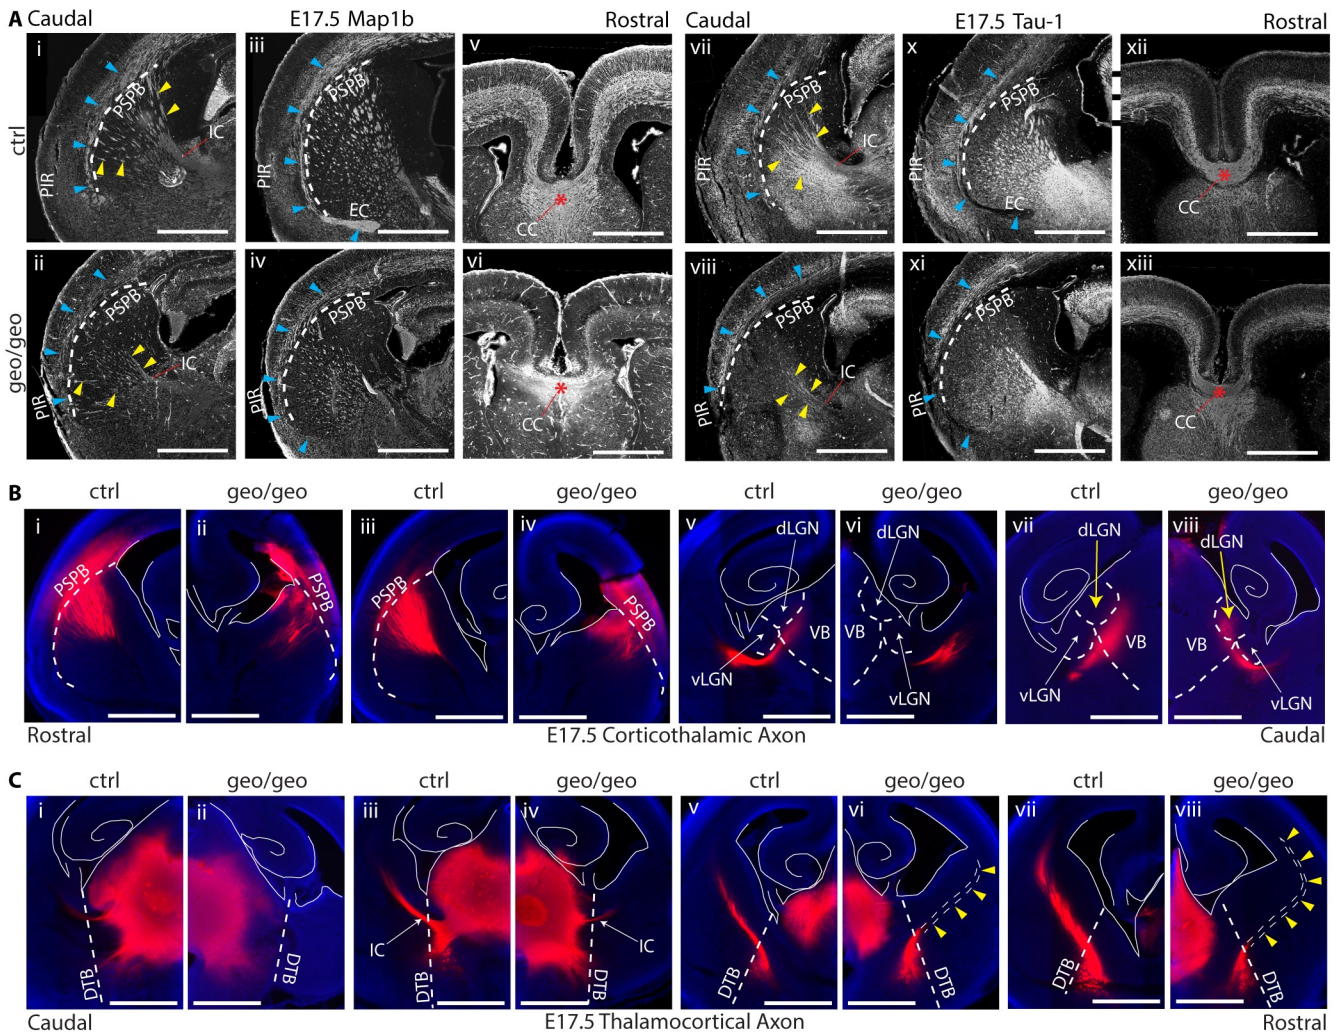 A Caudal E17.5 Map1b Rostral Caudal E17.5 Tau-1 Rostral
ctrl
i iii v vii x xii
PSPB PSPB PSPB PSPB
IC IC
PIR PIR PIR PIR
EC EC
CC CC
geo/geo
ii iv vi viii xi xiii
PSPB PSPB PSPB PSPB
IC IC
PIR PIR PIR PIR
CC CC
B ctrl geo/geo ctrl geo/geo ctrl geo/geo ctrl geo/geo
i ii iii iv v vi vii viii
dLGN dLGN dLGN dLGN
PSPB PSPB PSPB PSPB
VB VB VB VB
vLGN vLGN vLGN vLGN
Rostral E17.5 Corticothalamic Axon Caudal
C ctrl geo/geo ctrl geo/geo ctrl geo/geo ctrl geo/geo
i ii iii iv v vi vii viii
IC IC
DTB DTB DTB DTB DTB DTB DTB DTB
Caudal E17.5 Thalamocortical Axon Rostral